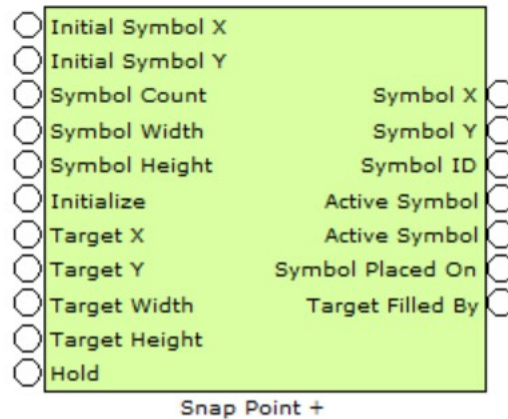 Initial Symbol X
Initial Symbol Y
Symbol Count
Symbol X
Symbol Width
Symbol Y
Symbol Height
Symbol ID
Initialize
Active Symbol
Target X
Active Symbol
Target Y
Symbol Placed On
Target Width
Target Filled By
Target Height
Hold
Snap Point +